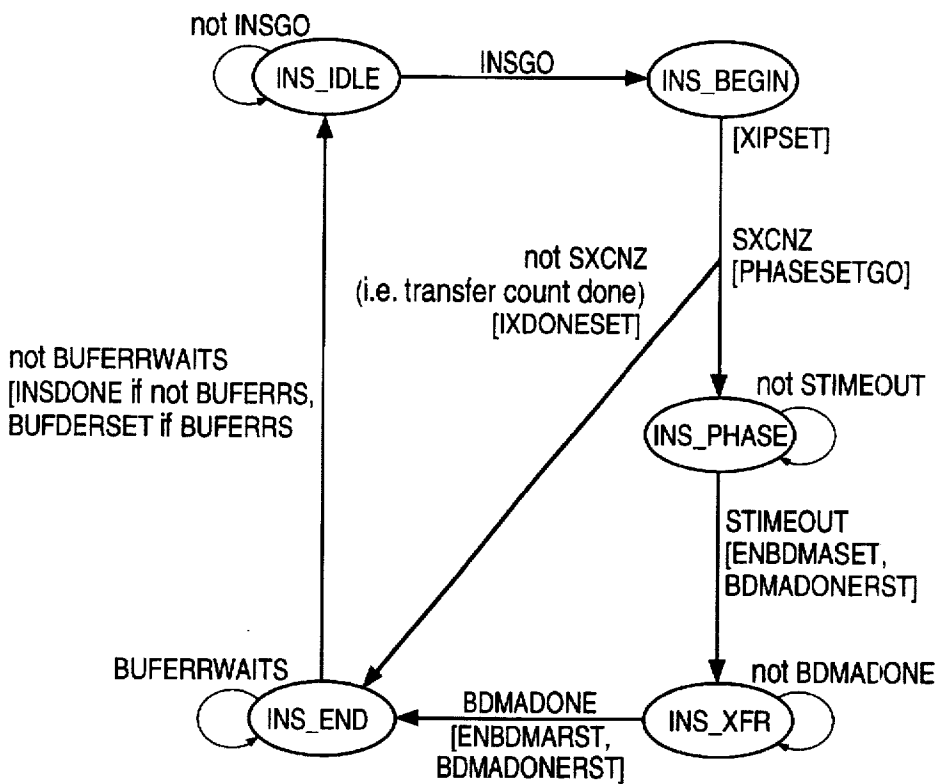 not INSGO
INS_IDLE
INSGO
INS_BEGIN
[XIPSET]
not SXCNZ
(i.e. transfer count done)
[IXDONESET]
SXCNZ
[PHASESETGO]
not BUFERRWAITS
[INSDONE if not BUFERRS,
BUFDERSET if BUFERRS
not STIMEOUT
INS_PHASE
STIMEOUT
[ENBDMASET,
BDMADONERST]
BUFERRWAITS
INS_END
BDMADONE
[ENBDMARST,
BDMADONERST]
not BDMADONE
INS_XFR